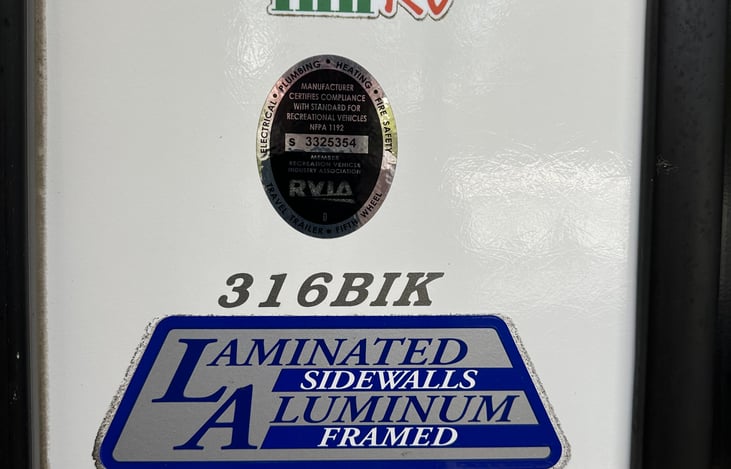 RV
ELECTRICAL • PLUMBING • HEATING • FIRE SAFETY
MANUFACTURER
CERTIFIES COMPLIANCE
WITH STANDARD FOR
RECREATIONAL VEHICLES
NFPA 1192
S 3325354
MEMBER
RECREATION VEHICLE
INDUSTRY ASSOCIATION
RVIA
TRAVEL TRAILER • FIFTH WHEEL
316BIK
LAMINATED
SIDEWALLS
ALUMINUM
FRAMED